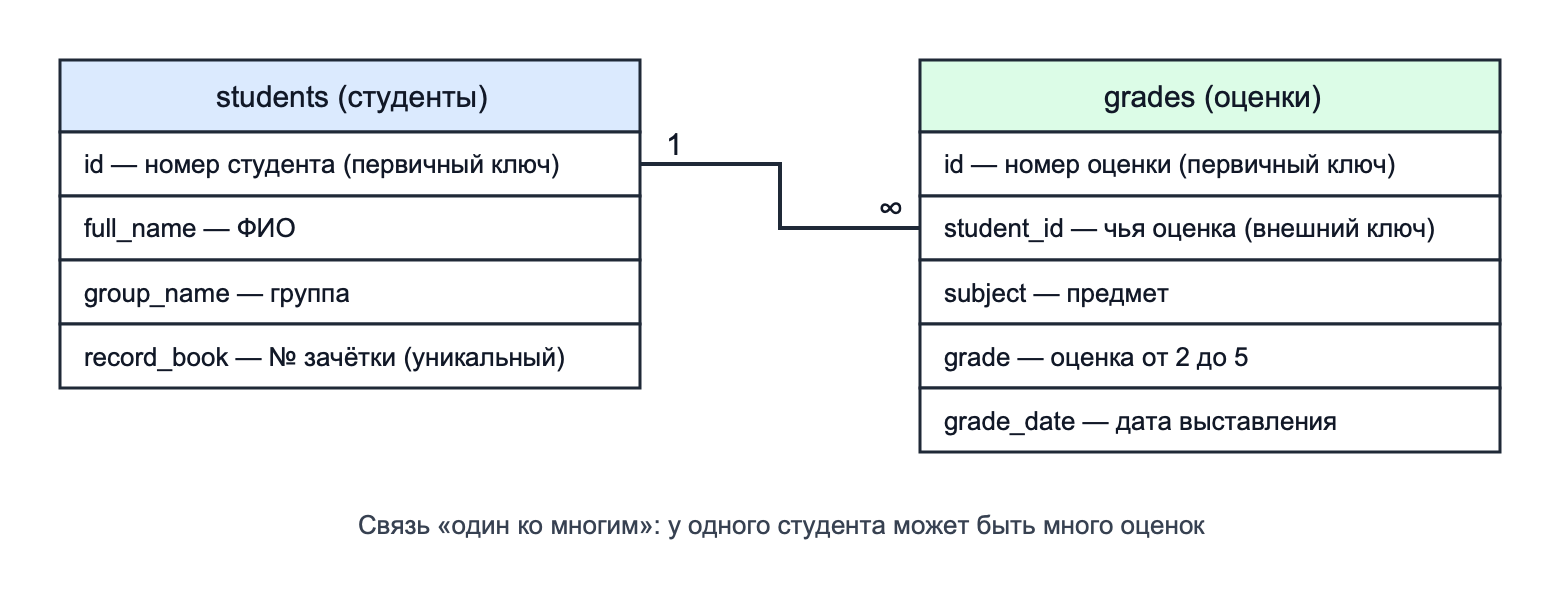 students (студенты)
id — номер студента (первичный ключ)
full_name — ФИО
group_name — группа
record_book — № зачётки (уникальный)
1
∞
grades (оценки)
id — номер оценки (первичный ключ)
student_id — чья оценка (внешний ключ)
subject — предмет
grade — оценка от 2 до 5
grade_date — дата выставления
Связь «один ко многим»: у одного студента может быть много оценок